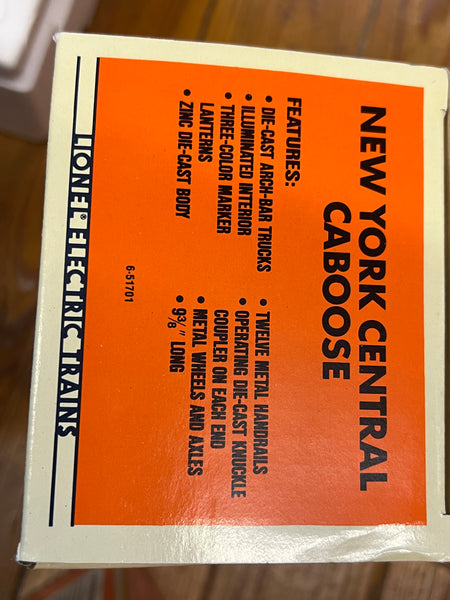 NEW YORK CENTRAL
CABOOSE
FEATURES:
• DIE-CAST ARCH-BAR TRUCKS
• ILLUMINATED INTERIOR
• THREE-COLOR MARKER
LANTERNS
• ZINC DIE-CAST BODY
• TWELVE METAL HANDRAILS
• OPERATING DIE-CAST KNUCKLE
COUPLER ON EACH END
• METAL WHEELS AND AXLES
• 9⅜" LONG
6-51701
LIONEL® ELECTRIC TRAINS